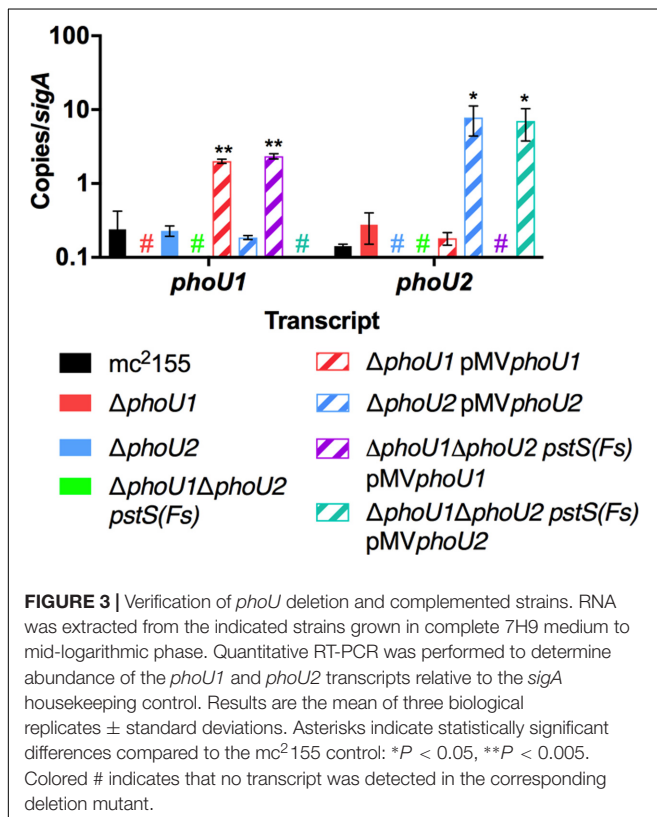 100
10
1
0.1
Copies/sigA
**
**
*
*
#
#
#
#
#
#
phoU1
phoU2
Transcript
mc²155
ΔphoU1
ΔphoU2
ΔphoU1ΔphoU2
pstS(Fs)
ΔphoU1 pMVphoU1
ΔphoU2 pMVphoU2
ΔphoU1ΔphoU2 pstS(Fs)
pMVphoU1
ΔphoU1ΔphoU2 pstS(Fs)
pMVphoU2
FIGURE 3 | Verification of phoU deletion and complemented strains. RNA
was extracted from the indicated strains grown in complete 7H9 medium to
mid-logarithmic phase. Quantitative RT-PCR was performed to determine
abundance of the phoU1 and phoU2 transcripts relative to the sigA
housekeeping control. Results are the mean of three biological
replicates ± standard deviations. Asterisks indicate statistically significant
differences compared to the mc²155 control: *P < 0.05, **P < 0.005.
Colored # indicates that no transcript was detected in the corresponding
deletion mutant.